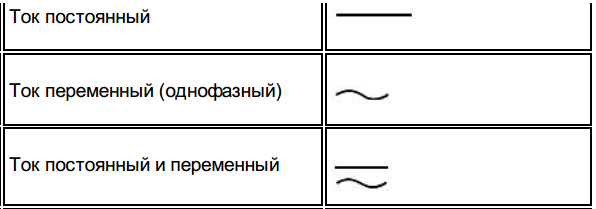 Ток постоянный
Ток переменный (однофазный)
Ток постоянный и переменный